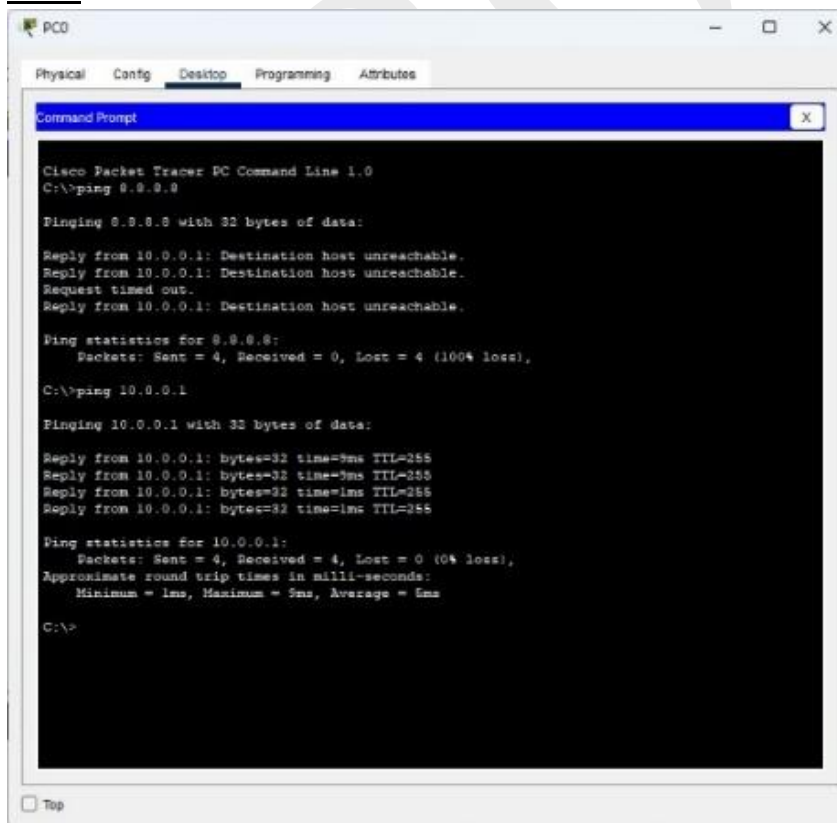 PC0
Physical Config Desktop Programming Attributes
Command Prompt
X
Cisco Packet Tracer PC Command Line 1.0
C:\>ping 8.8.8.8
Pinging 8.8.8.8 with 32 bytes of data:
Reply from 10.0.0.1: Destination host unreachable.
Reply from 10.0.0.1: Destination host unreachable.
Request timed out.
Reply from 10.0.0.1: Destination host unreachable.
Ping statistics for 8.8.8.8:
Packets: Sent = 4, Received = 0, Lost = 4 (100% loss),
C:\>ping 10.0.0.1
Pinging 10.0.0.1 with 32 bytes of data:
Reply from 10.0.0.1: bytes=32 time=9ms TTL=255
Reply from 10.0.0.1: bytes=32 time=9ms TTL=255
Reply from 10.0.0.1: bytes=32 time=1ms TTL=255
Reply from 10.0.0.1: bytes=32 time=1ms TTL=255
Ping statistics for 10.0.0.1:
Packets: Sent = 4, Received = 4, Lost = 0 (0% loss),
Approximate round trip times in milli-seconds:
Minimum = 1ms, Maximum = 9ms, Average = 5ms
C:\>
Top